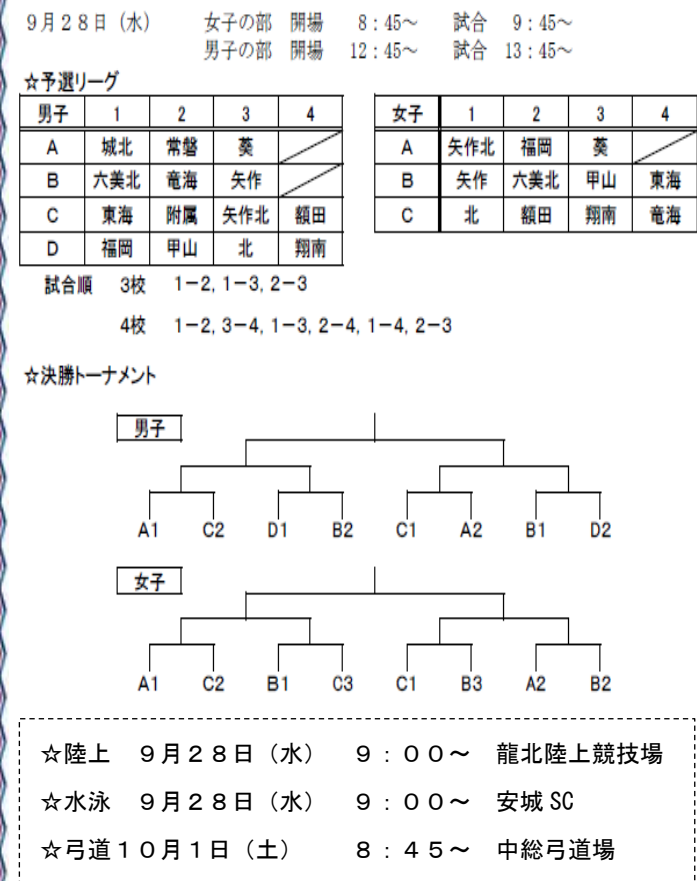 9月28日（水） 女子の部 開場 8：45～ 試合 9：45～
男子の部 開場 12：45～ 試合 13：45～
☆予選リーグ
男子 1 2 3 4 女子 1 2 3 4
A 城北 常磐 葵 A 矢作北 福岡 葵
B 六美北 竜海 矢作 B 矢作 六美北 甲山 東海
C 東海 附属 矢作北 額田 C 北 額田 翔南 竜海
D 福岡 甲山 北 翔南
試合順 3校 1－2, 1－3, 2－3
4校 1－2, 3－4, 1－3, 2－4, 1－4, 2－3
☆決勝トーナメント
男子
A1 C2 D1 B2 C1 A2 B1 D2
女子
A1 C2 B1 C3 C1 B3 A2 B2
☆陸上 9月28日（水） 9：00～ 龍北陸上競技場
☆水泳 9月28日（水） 9：00～ 安城SC
☆弓道10月1日（土） 8：45～ 中総弓道場